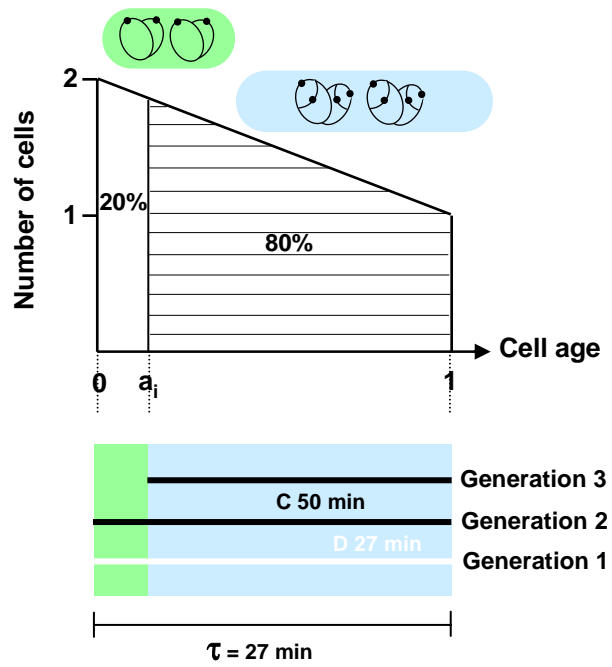 2
Number of cells
20%
1
80%
Cell age
0
aᵢ
1
Generation 3
C 50 min
Generation 2
D 27 min
Generation 1
τ = 27 min